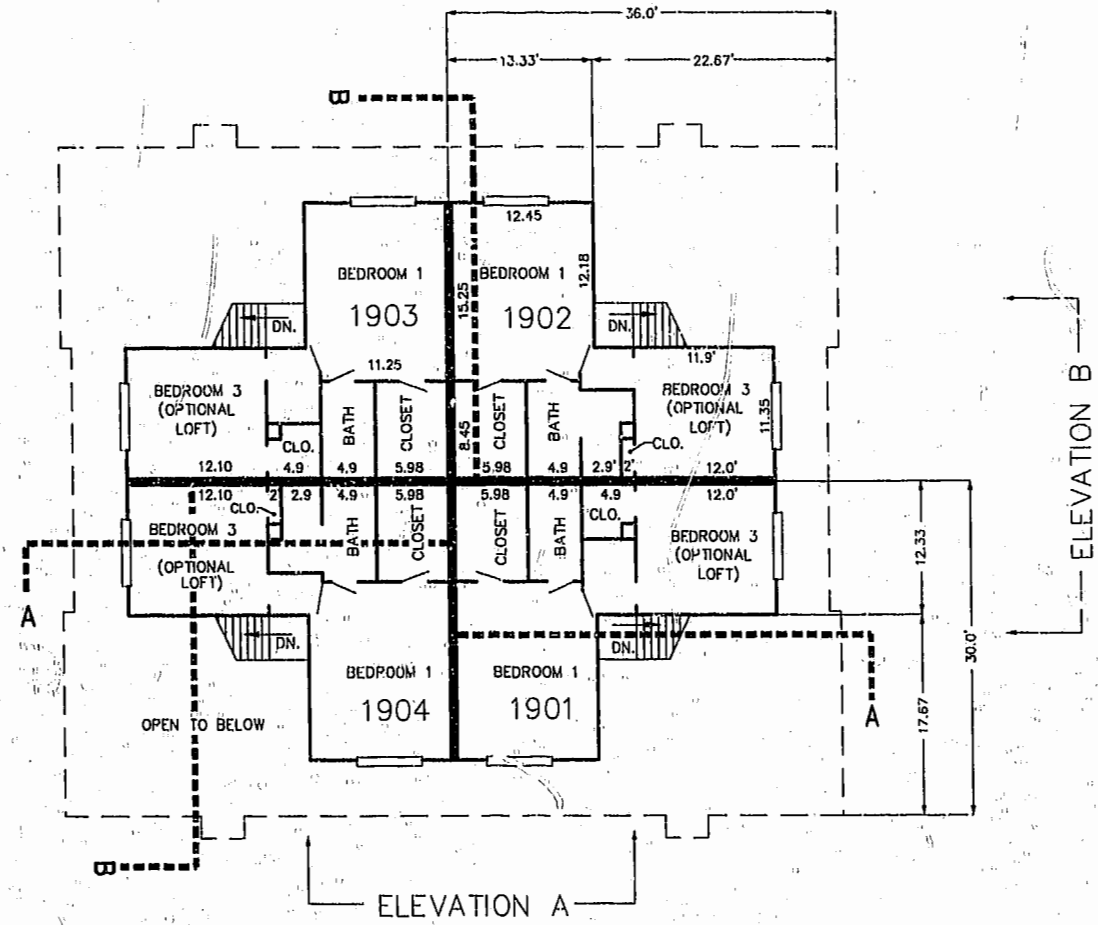 36.0'
13.33'
22.67'
B
12.45
BEDROOM 1
BEDROOM 1
12.18
15.25
1903
1902
DN.
DN.
11.25
11.9'
BEDROOM 3
(OPTIONAL
LOFT)
BEDROOM 3
(OPTIONAL
LOFT)
11.35
BATH
CLOSET
8.45
CLOSET
BATH
CLO.
CLO.
12.10
4.9
4.9
5.98
5.98
4.9
2.9'
2'
12.0'
12.10
2'
2.9
4.9
5.98
5.98
4.9'
4.9
12.0'
CLO.
CLO.
BEDROOM 3
(OPTIONAL
LOFT)
BATH
CLOSET
CLOSET
BATH
BEDROOM 3
(OPTIONAL
LOFT)
12.33
ELEVATION B
A
DN.
DN.
30.0'
BEDROOM 1
BEDROOM 1
1904
1901
A
17.67
OPEN TO BELOW
B
ELEVATION A